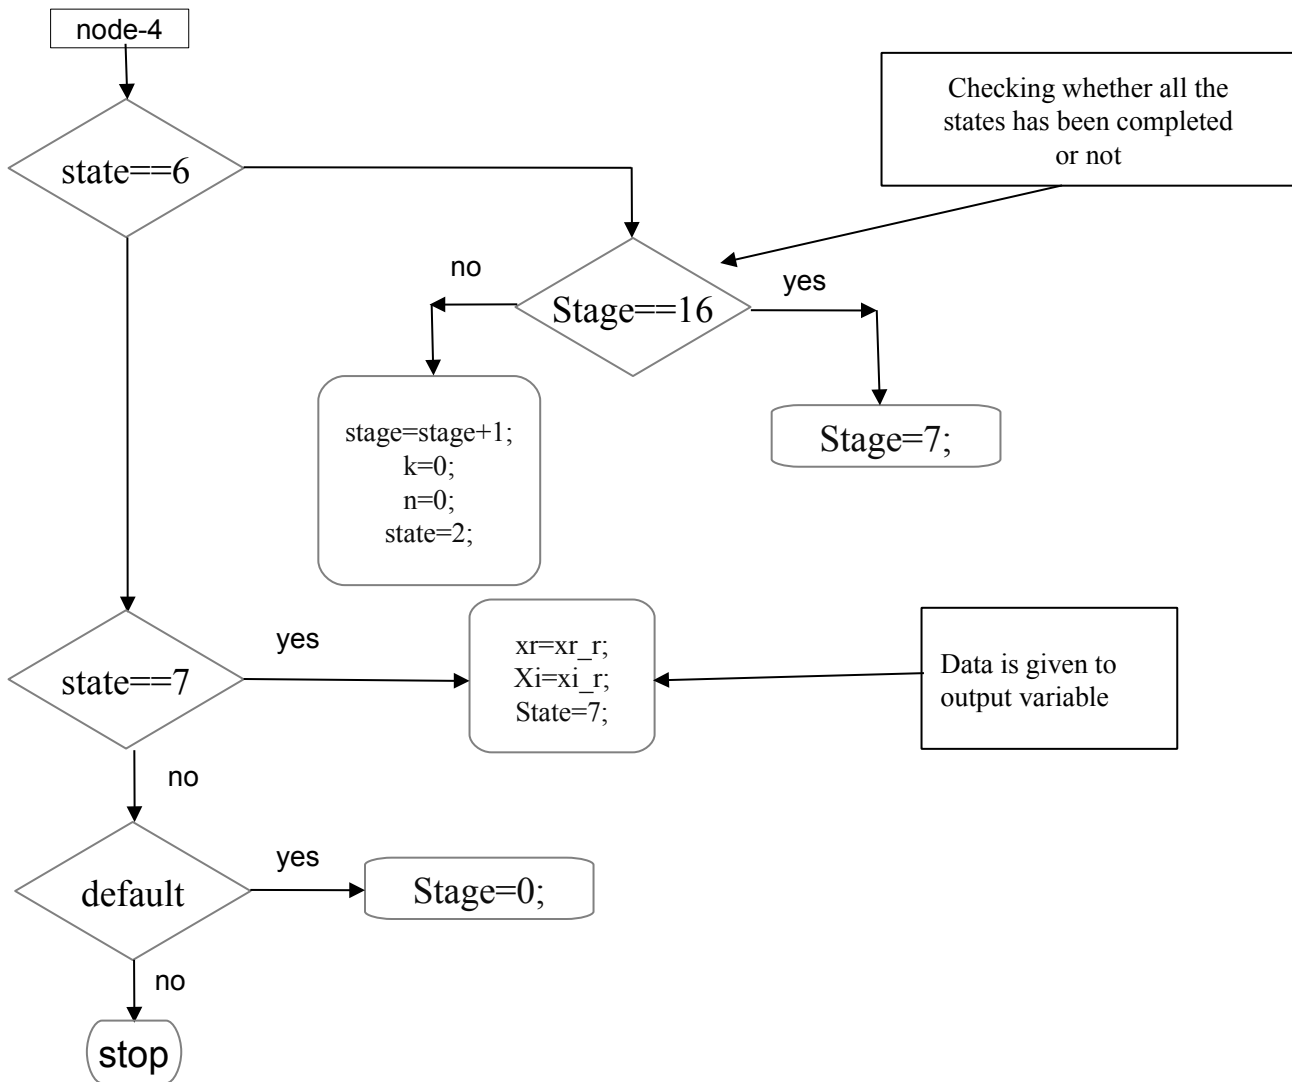 node-4
state==6
Checking whether all the
states has been completed
or not
no
Stage==16
yes
stage=stage+1;
k=0;
n=0;
state=2;
Stage=7;
state==7
yes
xr=xr_r;
Xi=xi_r;
State=7;
Data is given to
output variable
no
default
yes
Stage=0;
no
stop